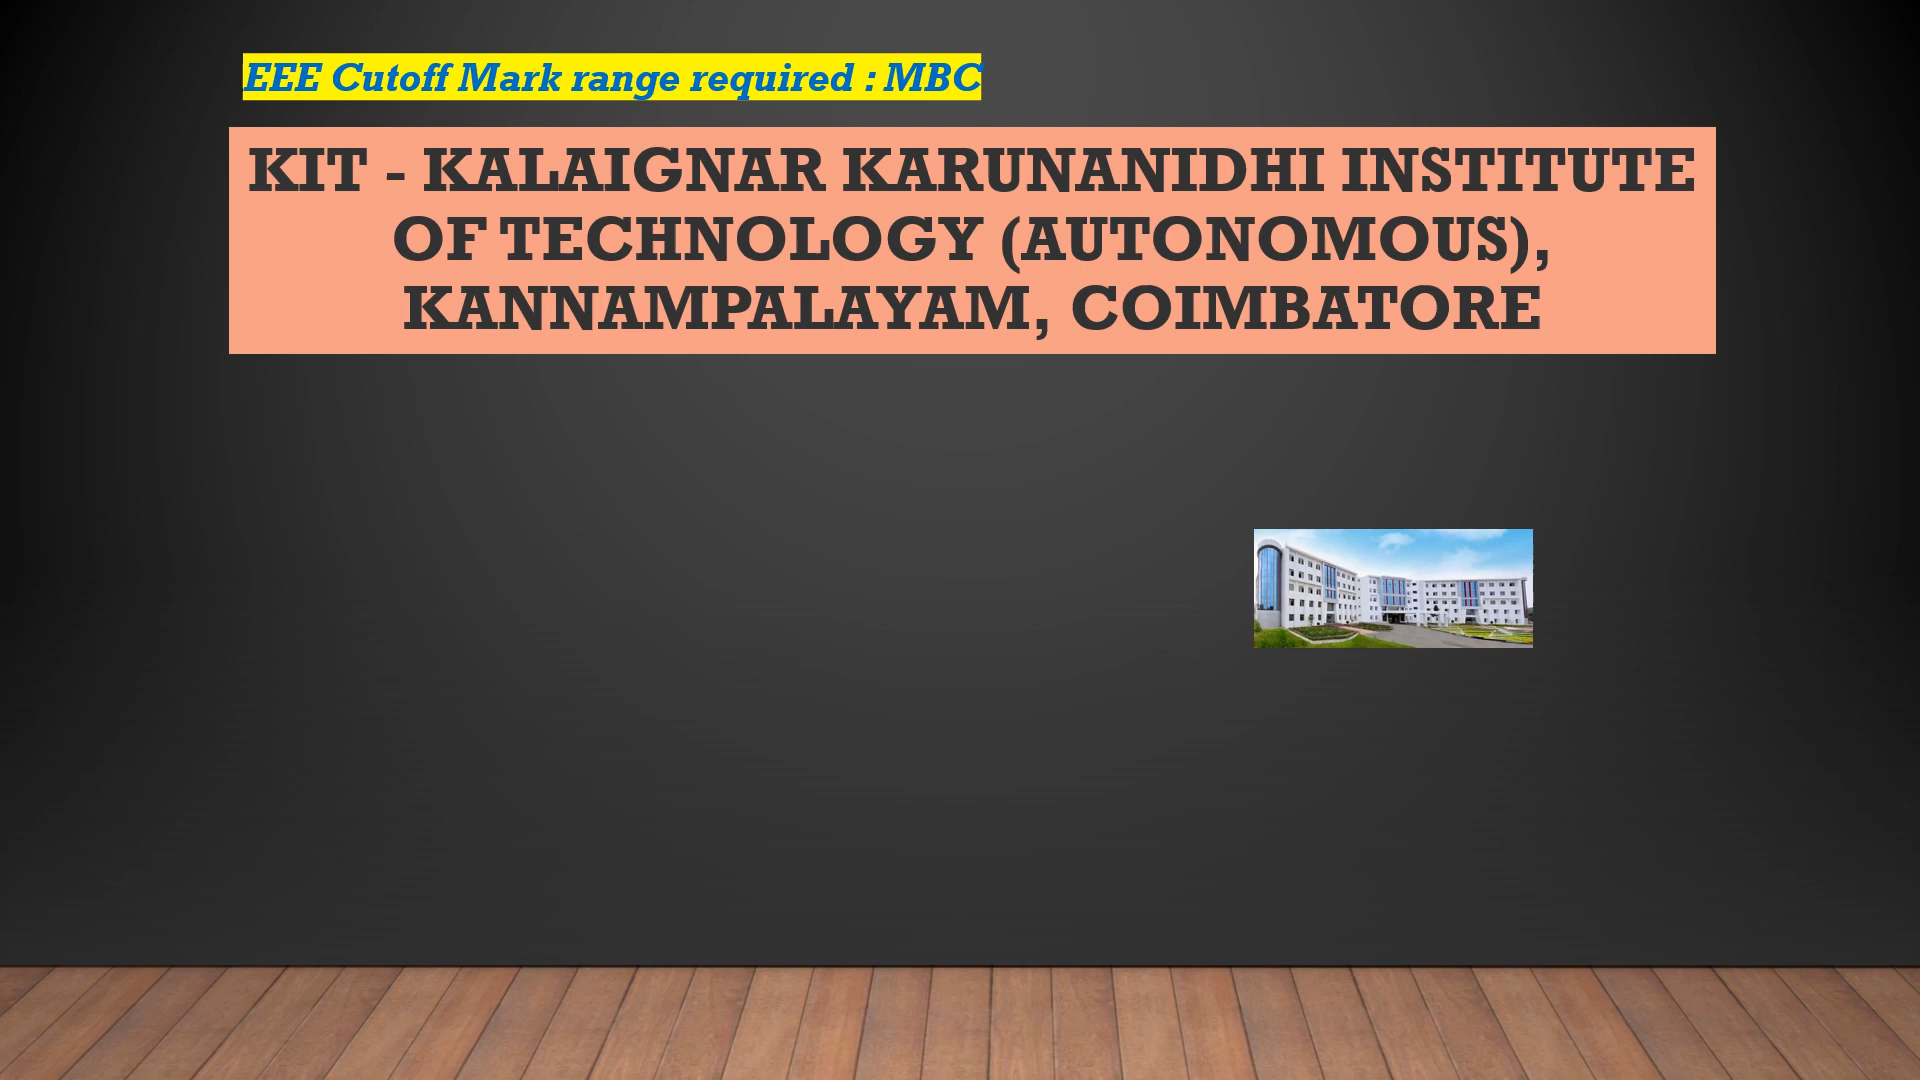 EEE Cutoff Mark range required : MBC
KIT - KALAIGNAR KARUNANIDHI INSTITUTE
OF TECHNOLOGY (AUTONOMOUS),
KANNAMPALAYAM, COIMBATORE